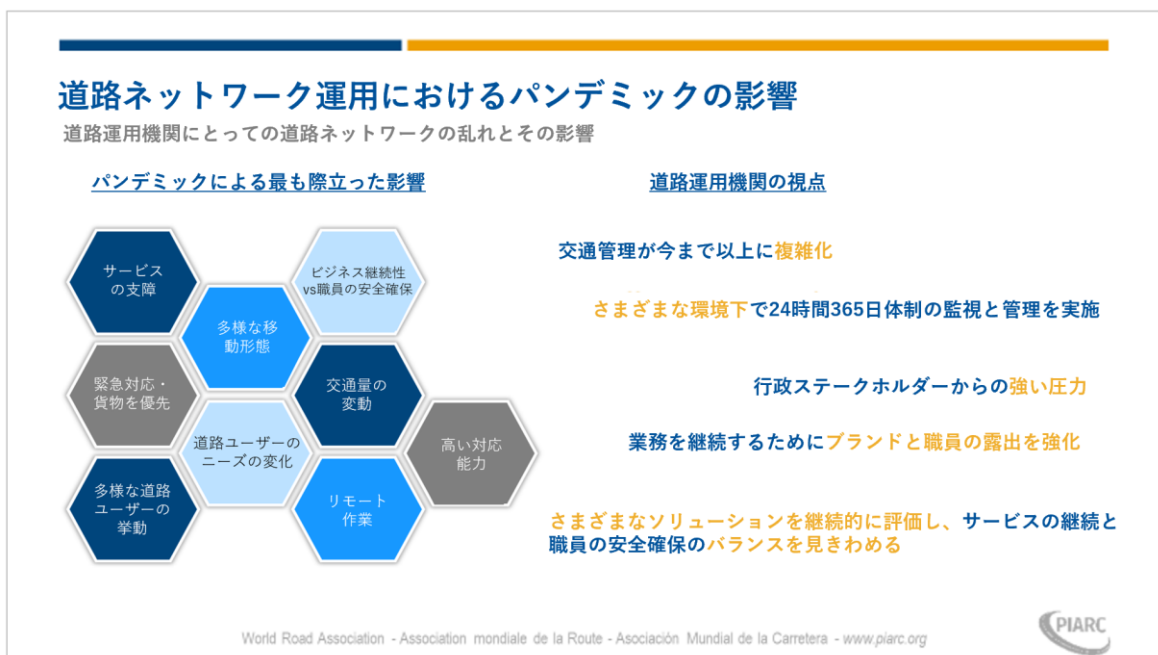 道路ネットワーク運用におけるパンデミックの影響
道路運用機関にとっての道路ネットワークの乱れとその影響
パンデミックによる最も際立った影響
サービス
の支障
ビジネス継続性
vs職員の安全確保
多様な移
動形態
緊急対応・
貨物を優先
交通量の
変動
道路ユーザーの
ニーズの変化
高い対応
能力
多様な道路
ユーザーの
挙動
リモート
作業
道路運用機関の視点
交通管理が今まで以上に複雑化
さまざまな環境下で24時間365日体制の監視と管理を実施
行政ステークホルダーからの強い圧力
業務を継続するためにブランドと職員の露出を強化
さまざまなソリューションを継続的に評価し、サービスの継続と
職員の安全確保のバランスを見きわめる
World Road Association - Association mondiale de la Route - Asociación Mundial de la Carretera - www.piarc.org
PIARC